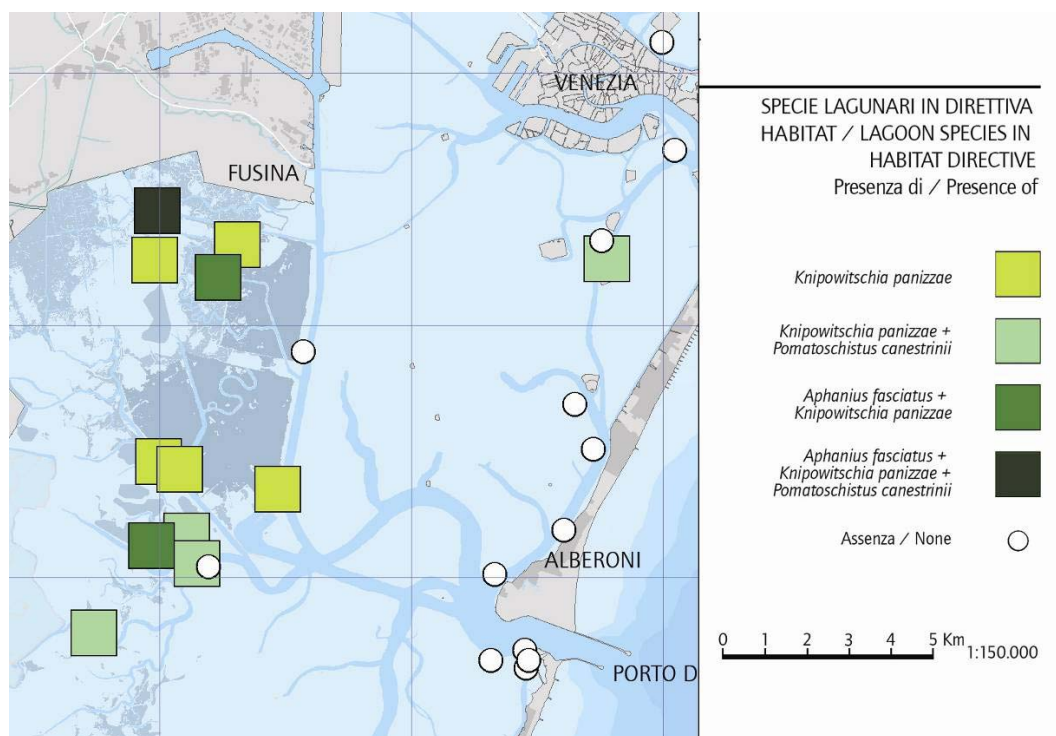 VENEZIA
FUSINA
ALBERONI
PORTO D
SPECIE LAGUNARI IN DIRETTIVA
HABITAT / LAGOON SPECIES IN
HABITAT DIRECTIVE
Presenza di / Presence of
Knipowitschia panizzae
Knipowitschia panizzae +
Pomatoschistus canestrinii
Aphanius fasciatus +
Knipowitschia panizzae
Aphanius fasciatus +
Knipowitschia panizzae +
Pomatoschistus canestrinii
Assenza / None
0 1 2 3 4 5 Km
1:150.000